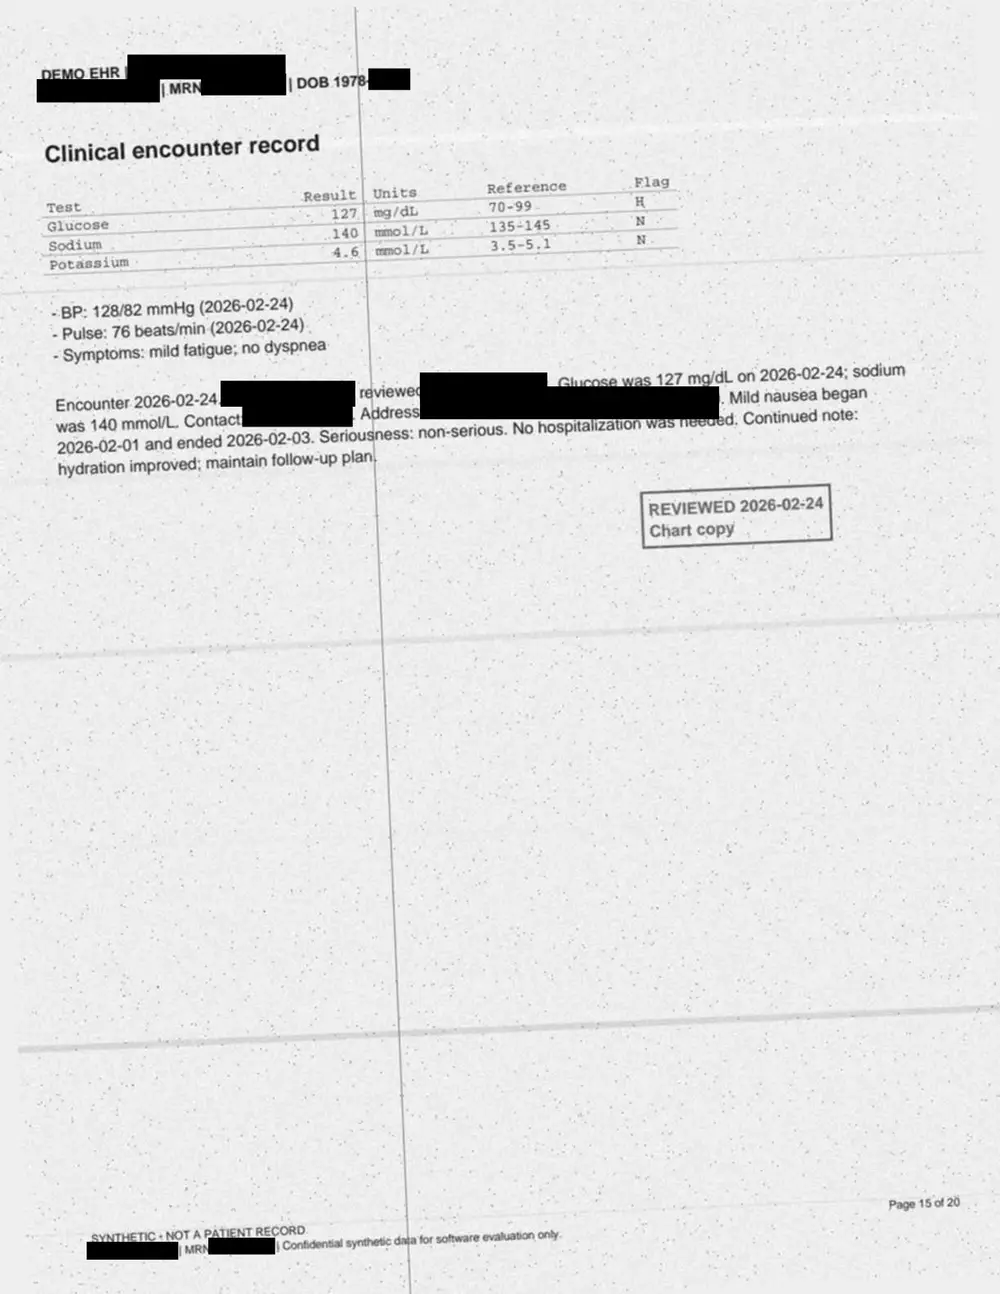 DEMO EHR |
| MRN | DOB 1978-
Clinical encounter record
Test Result Units Reference Flag
Glucose 127 mg/dL 70-99 H
Sodium 140 mmol/L 135-145 N
Potassium 4.6 mmol/L 3.5-5.1 N
- BP: 128/82 mmHg (2026-02-24)
- Pulse: 76 beats/min (2026-02-24)
- Symptoms: mild fatigue; no dyspnea
Encounter 2026-02-24. reviewed Glucose was 127 mg/dL on 2026-02-24; sodium
was 140 mmol/L. Contact: . Address . Mild nausea began
2026-02-01 and ended 2026-02-03. Seriousness: non-serious. No hospitalization was needed. Continued note:
hydration improved; maintain follow-up plan.
REVIEWED 2026-02-24
Chart copy
Page 15 of 20
SYNTHETIC - NOT A PATIENT RECORD
| MRN | Confidential synthetic data for software evaluation only.